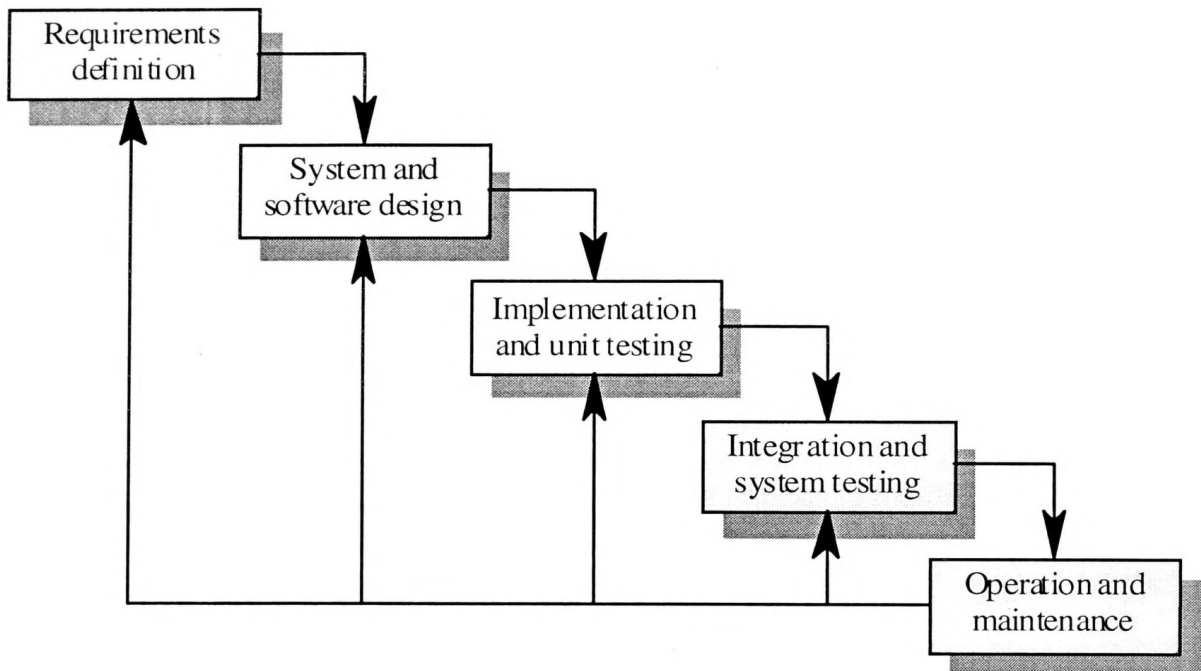 Requirements
definition
System and
software design
Implementation
and unit testing
Integration and
system testing
Operation and
maintenance